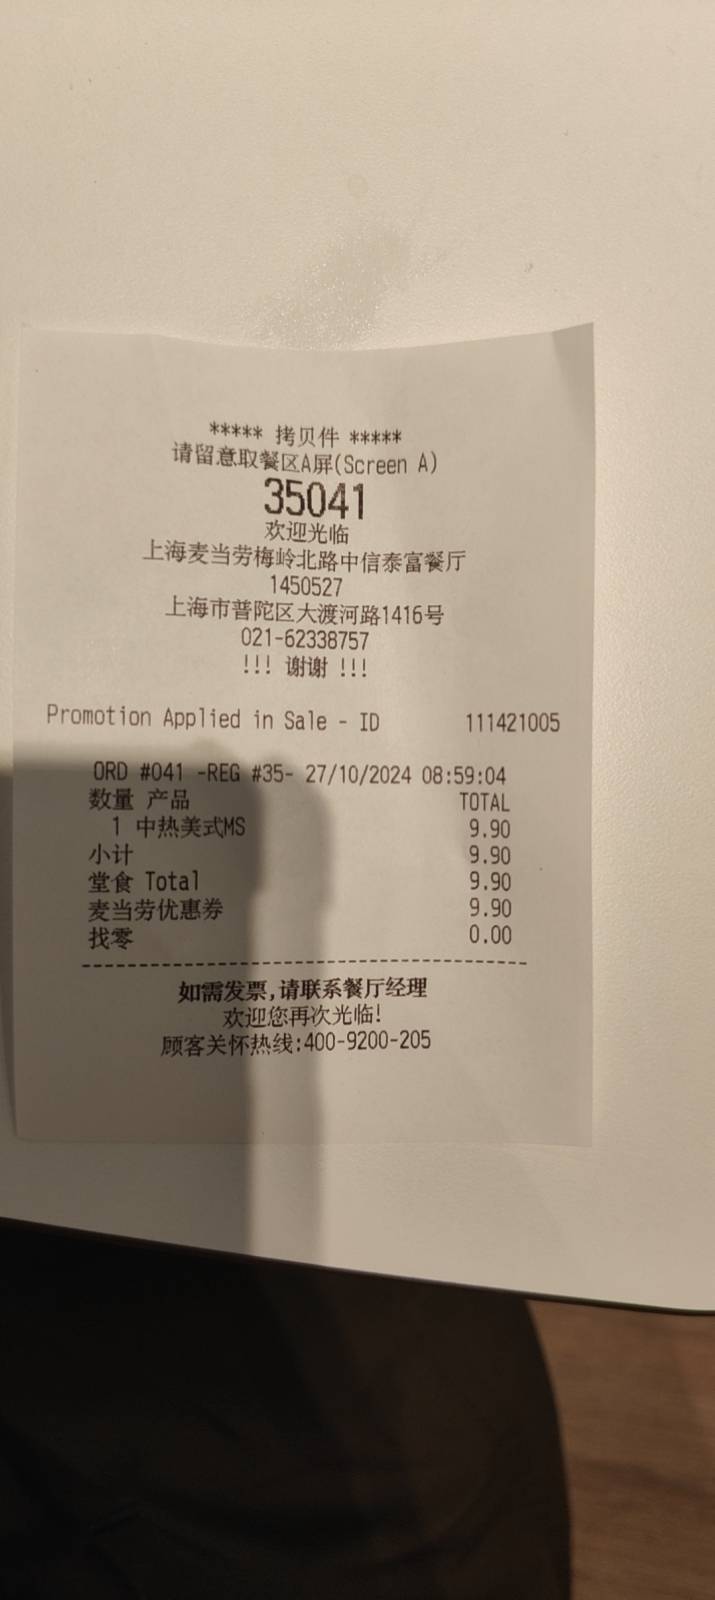 ***** 拷贝件 *****
请留意取餐区A屏(Screen A)
35041
欢迎光临
上海麦当劳梅岭北路中信泰富餐厅
1450527
上海市普陀区大渡河路1416号
021-62338757
!!! 谢谢 !!!
Promotion Applied in Sale - ID 111421005
ORD #041 -REG #35- 27/10/2024 08:59:04
数量 产品 TOTAL
1 中热美式MS 9.90
小计 9.90
堂食 Total 9.90
麦当劳优惠券 9.90
找零 0.00
如需发票,请联系餐厅经理
欢迎您再次光临!
顾客关怀热线:400-9200-205